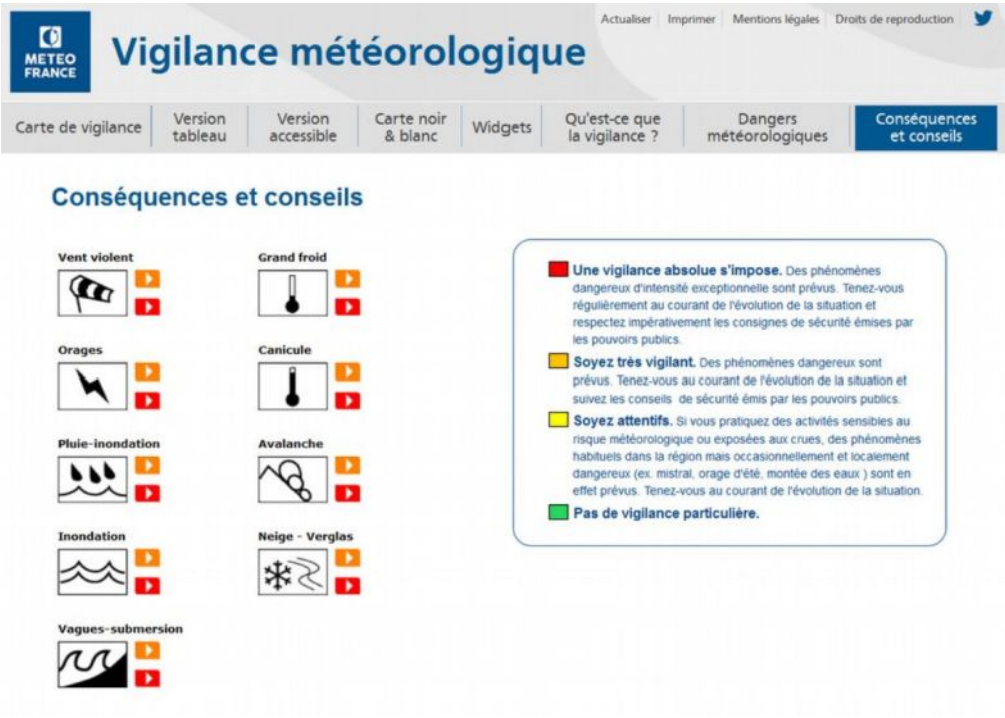 Actualiser Imprimer Mentions légales Droits de reproduction
METEO
FRANCE
Vigilance météorologique
Carte de vigilance
Version
tableau
Version
accessible
Carte noir
& blanc
Widgets
Qu'est-ce que
la vigilance ?
Dangers
météorologiques
Conséquences
et conseils
Conséquences et conseils
Vent violent
Grand froid
Orages
Canicule
Pluie-inondation
Avalanche
Inondation
Neige - Verglas
Vagues-submersion
Une vigilance absolue s'impose. Des phénomènes
dangereux d'intensité exceptionnelle sont prévus. Tenez-vous
régulièrement au courant de l'évolution de la situation et
respectez impérativement les consignes de sécurité émises par
les pouvoirs publics.
Soyez très vigilant. Des phénomènes dangereux sont
prévus. Tenez-vous au courant de l'évolution de la situation et
suivez les conseils de sécurité émis par les pouvoirs publics.
Soyez attentifs. Si vous pratiquez des activités sensibles au
risque météorologique ou exposées aux crues, des phénomènes
habituels dans la région mais occasionnellement et localement
dangereux (ex. mistral, orage d'été, montée des eaux ) sont en
effet prévus. Tenez-vous au courant de l'évolution de la situation.
Pas de vigilance particulière.